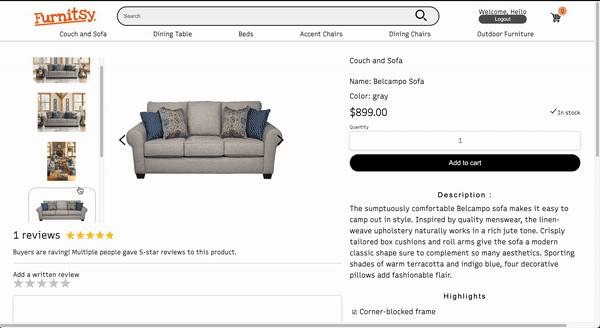 Furnitsy.
Search
Welcome, Hello
Logout
0
Couch and Sofa
Dining Table
Beds
Accent Chairs
Dining Chairs
Outdoor Furniture
Couch and Sofa
Name: Belcampo Sofa
Color: gray
$899.00
In stock
Quantity
1
Add to cart
Description :
The sumptuously comfortable Belcampo sofa makes it easy to
camp out in style. Inspired by quality menswear, the linen-
weave upholstery naturally works in a rich jute tone. Crisply
tailored box cushions and roll arms give the sofa a modern
classic shape sure to complement so many aesthetics. Sporting
shades of warm terracotta and indigo blue, four decorative
pillows add fashionable flair.
Highlights
Corner-blocked frame
1 reviews
Buyers are raving! Multiple people gave 5-star reviews to this product.
Add a written review